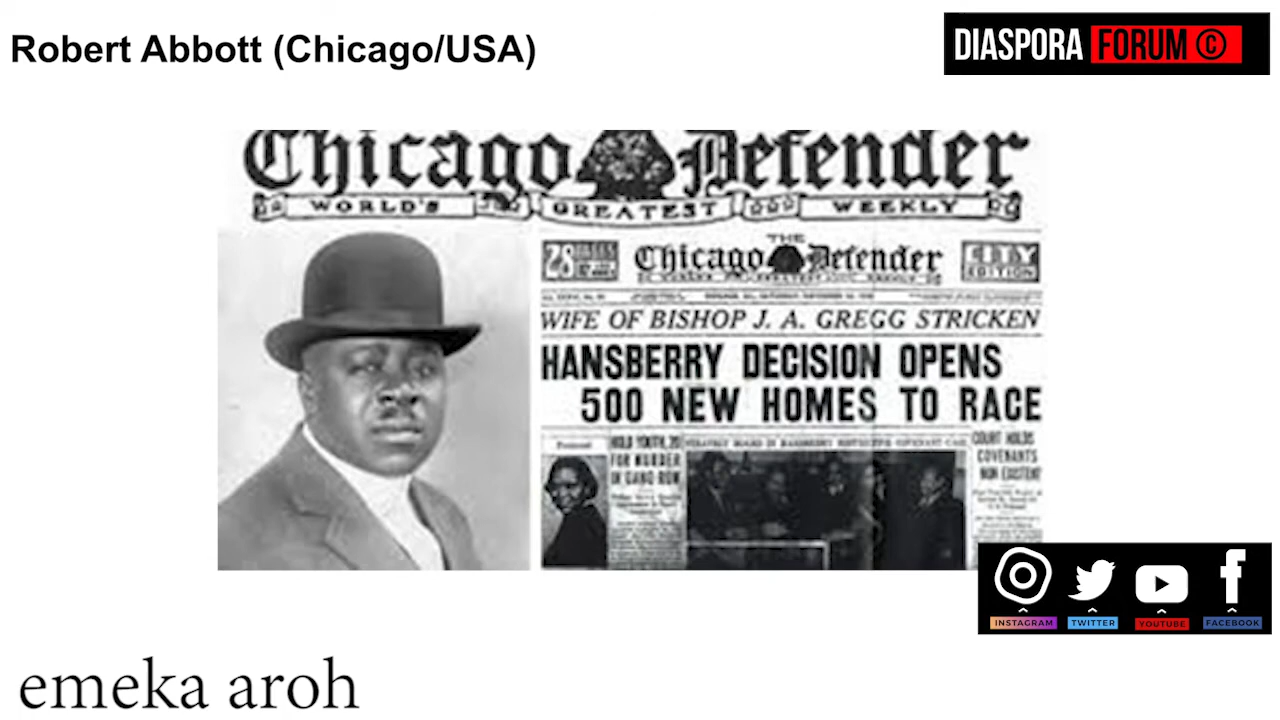 Robert Abbott (Chicago/USA)
DIASPORA FORUM ©
Chicago Defender
WORLD'S GREATEST WEEKLY
28
THE
Chicago Defender
CITY
EDITION
WIFE OF BISHOP J. A. GREGG STRICKEN
HANSBERRY DECISION OPENS
500 NEW HOMES TO RACE
HOLD YOUTH, 20
FOR MURDER
IN GANG ROW
COURT HOLDS
COVENANTS
NON EXISTENT
INSTAGRAM
TWITTER
YOUTUBE
FACEBOOK
emeka aroh